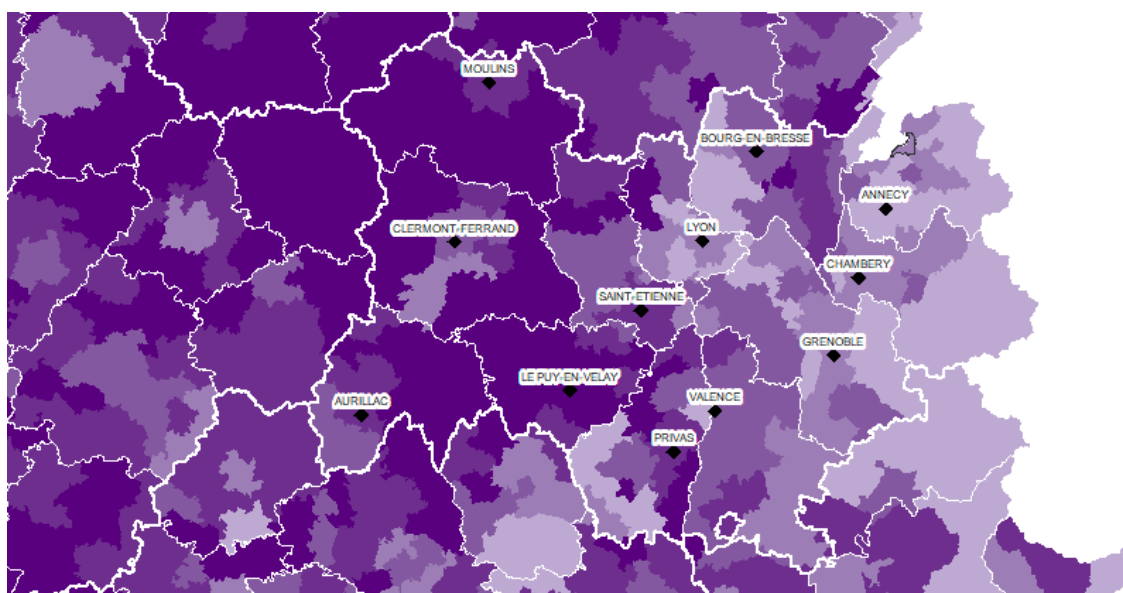 MOULINS
BOURG-EN-BRESSE
ANNECY
CLERMONT-FERRAND
LYON
CHAMBERY
SAINT-ETIENNE
GRENOBLE
LE PUY-EN-VELAY
AURILLAC
VALENCE
PRIVAS